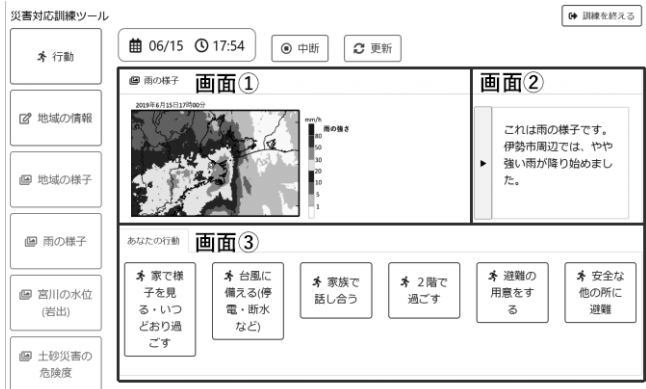 災害対応訓練ツール
訓練を終える
行動
06/15 17:54
中断
更新
地域の情報
地域の様子
雨の様子
宮川の水位
(岩出)
土砂災害の
危険度
雨の様子
画面①
2019年6月15日17時00分
mm/h
雨の強さ
80
50
30
20
10
5
1
画面②
これは雨の様子です。
伊勢市周辺では、やや
強い雨が降り始めまし
た。
あなたの行動
画面③
家で様
子を見
る・いつ
どおり過
ごす
台風に
備える(停
電・断水
など)
家族で
話し合う
2階で
過ごす
避難の
用意をす
る
安全な
他の所に
避難